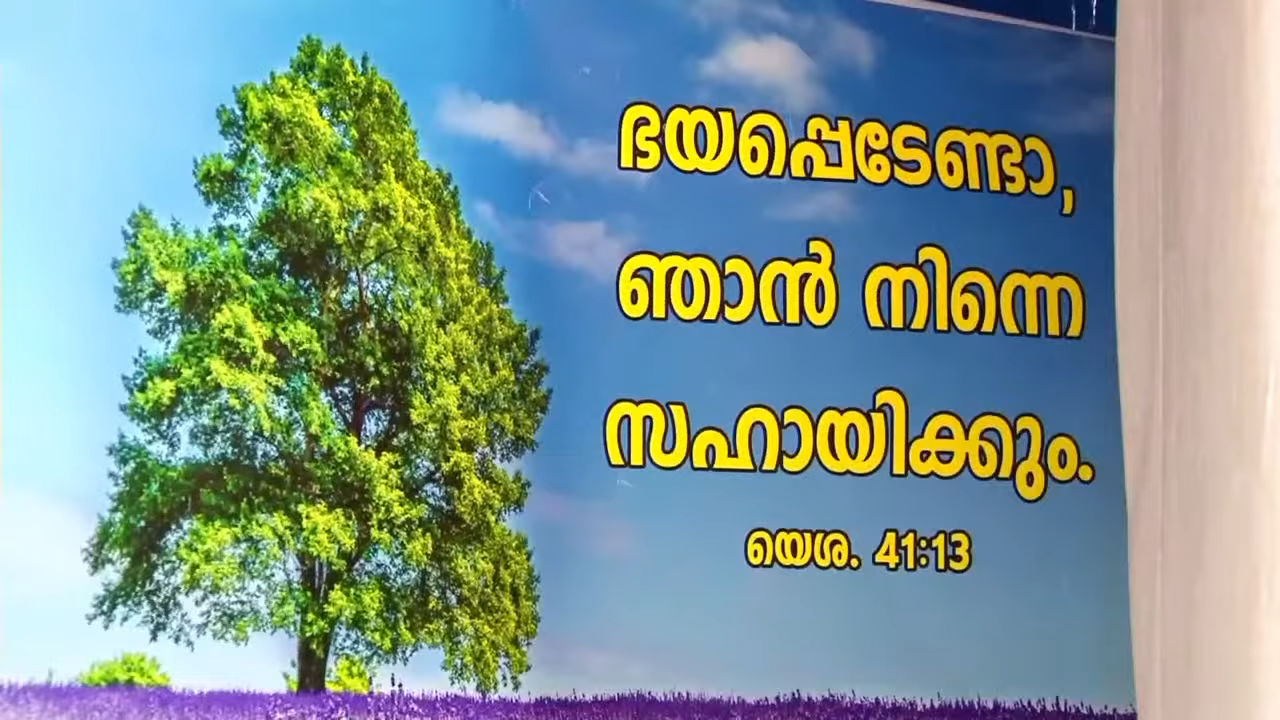 ഭയപ്പെടേണ്ടാ,
ഞാൻ നിന്നെ
സഹായിക്കും.
യെശ. 41:13